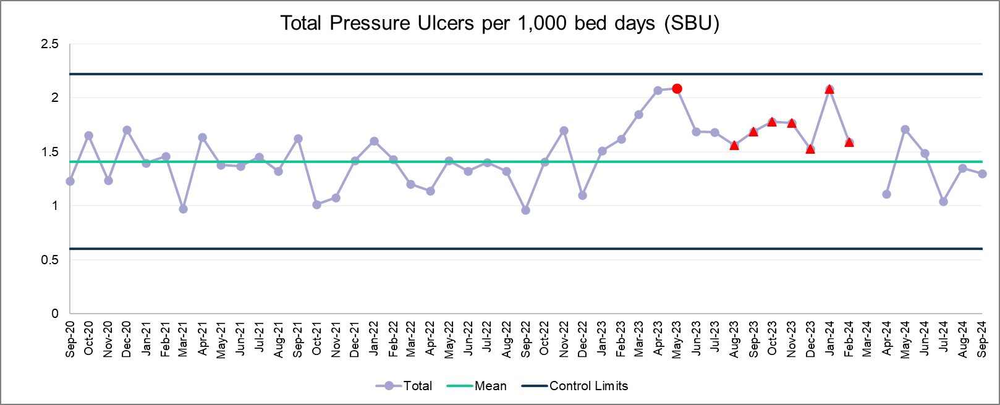 Total Pressure Ulcers per 1,000 bed days (SBU)
2.5
2
1.5
1
0.5
0
Sep-20
Oct-20
Nov-20
Dec-20
Jan-21
Feb-21
Mar-21
Apr-21
May-21
Jun-21
Jul-21
Aug-21
Sep-21
Oct-21
Nov-21
Dec-21
Jan-22
Feb-22
Mar-22
Apr-22
May-22
Jun-22
Jul-22
Aug-22
Sep-22
Oct-22
Nov-22
Dec-22
Jan-23
Feb-23
Mar-23
Apr-23
May-23
Jun-23
Jul-23
Aug-23
Sep-23
Oct-23
Nov-23
Dec-23
Jan-24
Feb-24
Mar-24
Apr-24
May-24
Jun-24
Jul-24
Aug-24
Sep-24
Total Mean Control Limits